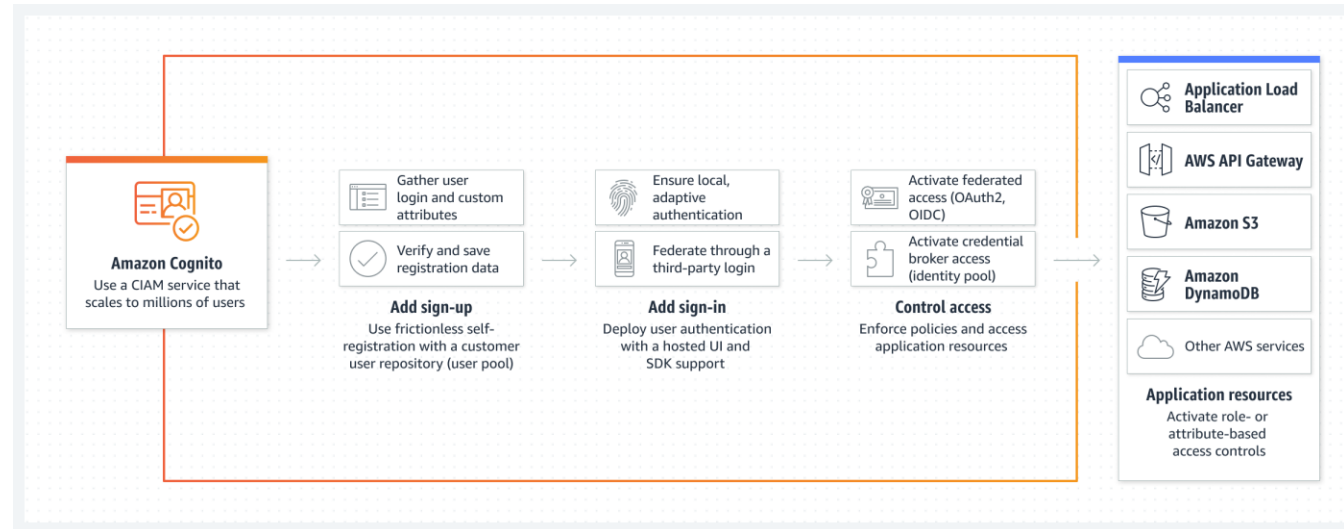 Amazon Cognito
Use a CIAM service that
scales to millions of users
Gather user
login and custom
attributes
Verify and save
registration data
Add sign-up
Use frictionless self-
registration with a customer
user repository (user pool)
Ensure local,
adaptive
authentication
Federate through a
third-party login
Add sign-in
Deploy user authentication
with a hosted UI and
SDK support
Activate federated
access (OAuth2,
OIDC)
Activate credential
broker access
(identity pool)
Control access
Enforce policies and access
application resources
Application Load
Balancer
AWS API Gateway
Amazon S3
Amazon
DynamoDB
Other AWS services
Application resources
Activate role- or
attribute-based
access controls